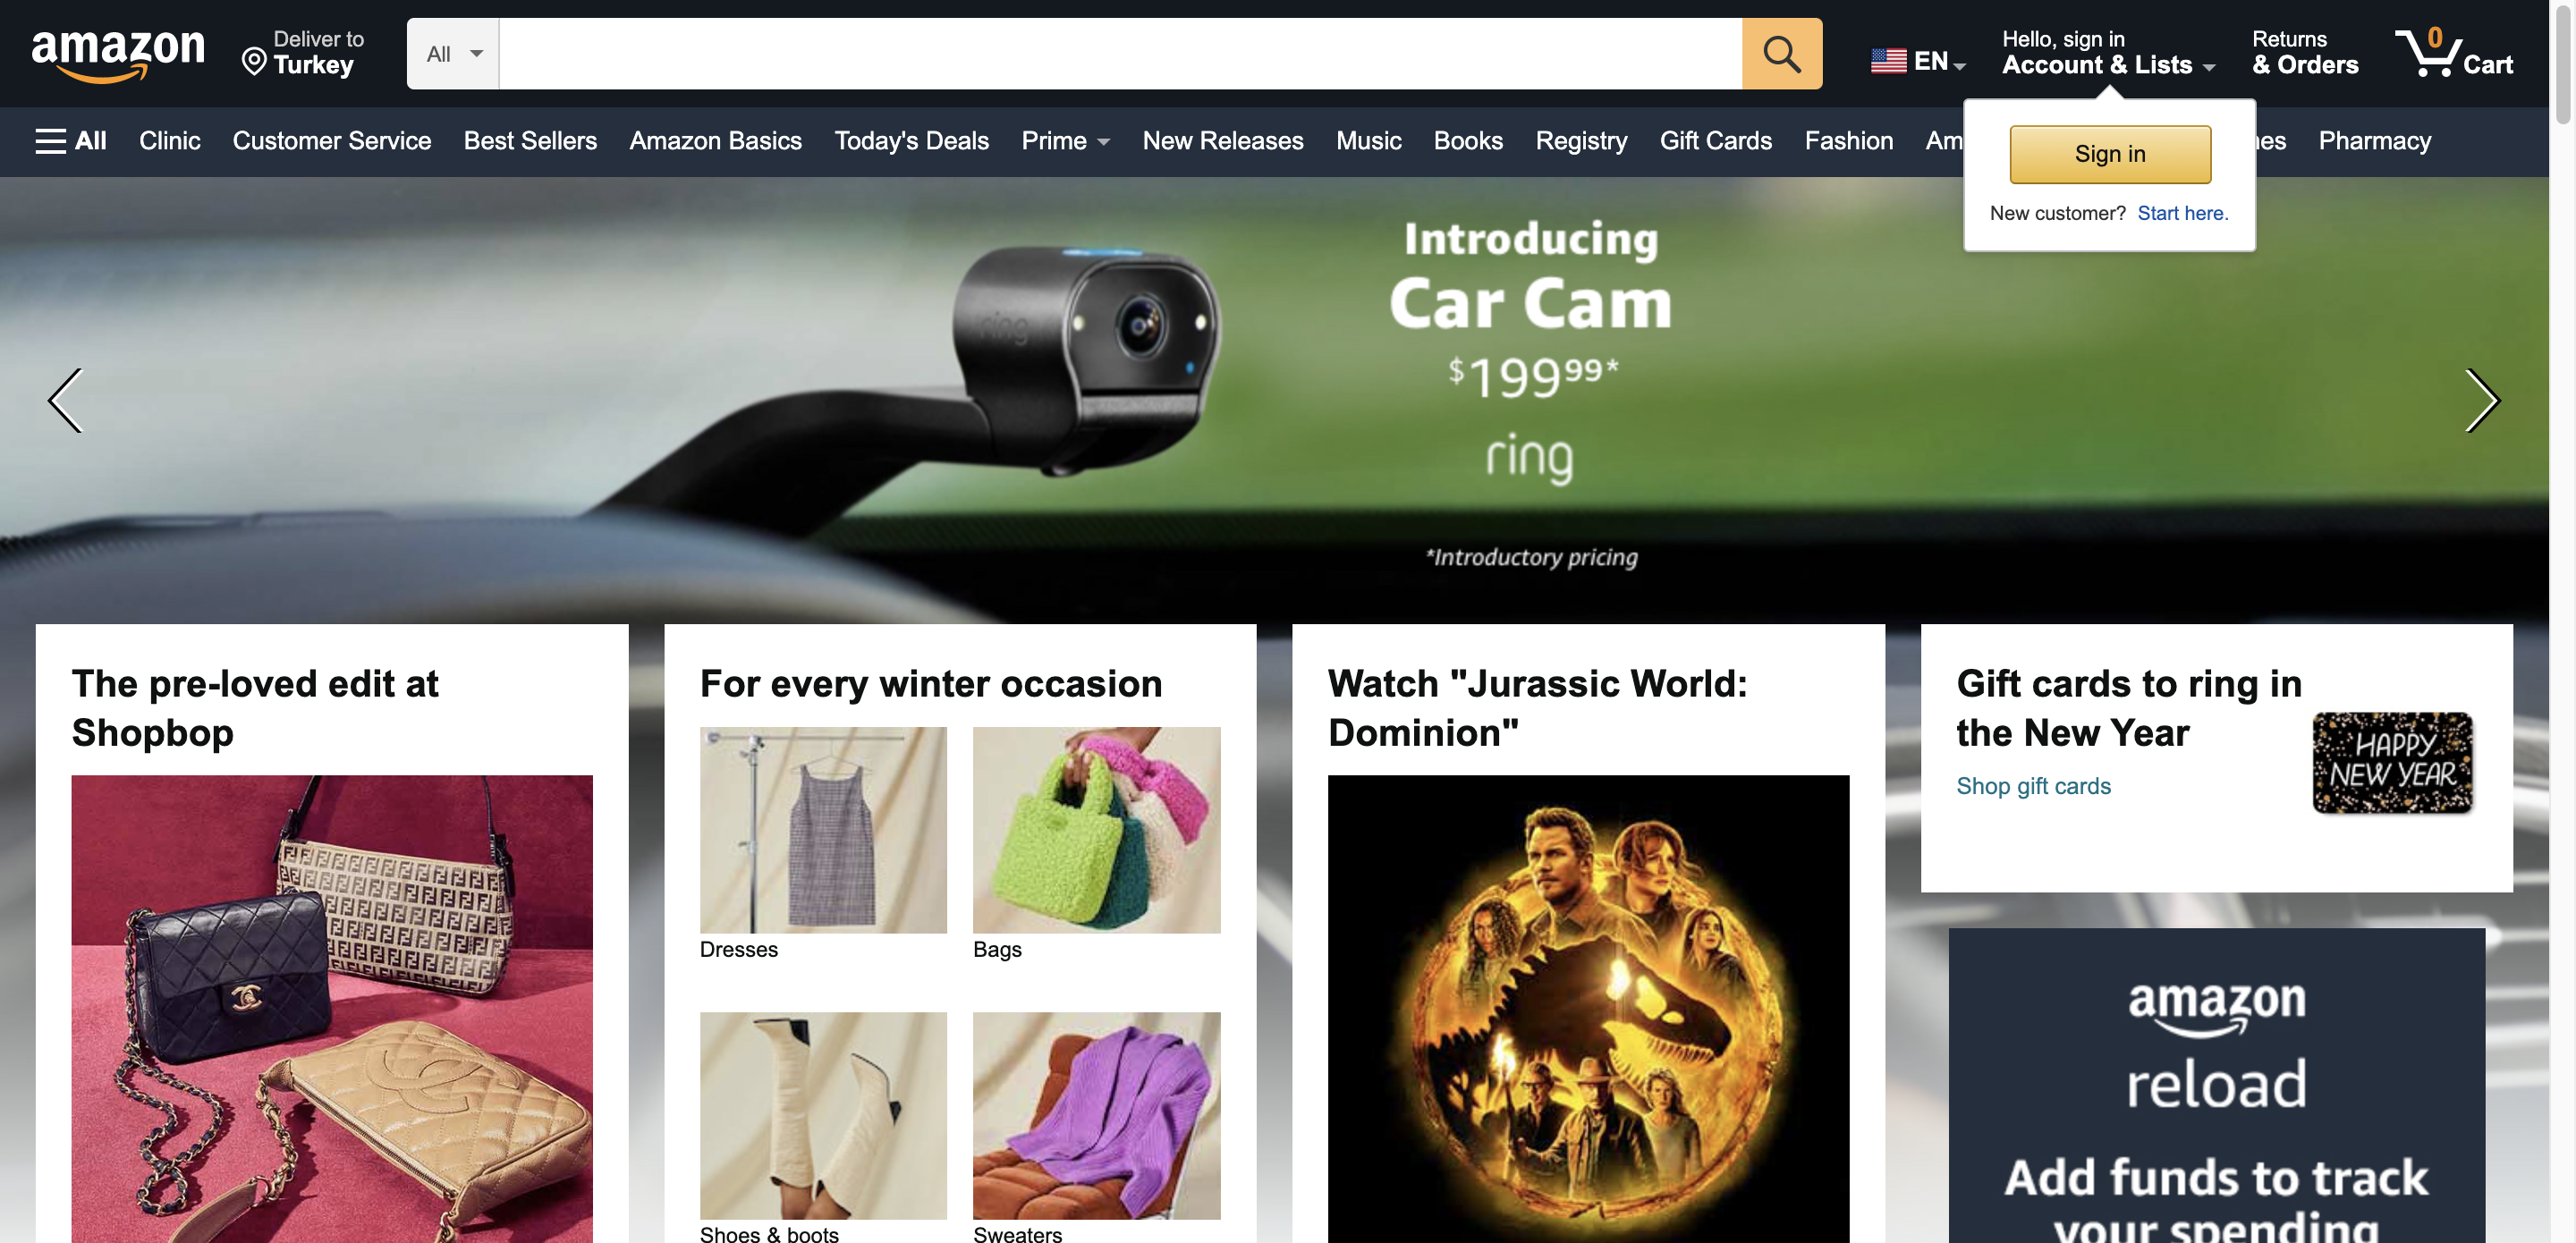 amazon
Deliver to
Turkey
All
EN
Hello, sign in
Account & Lists
Returns
& Orders
0
Cart
All
Clinic
Customer Service
Best Sellers
Amazon Basics
Today's Deals
Prime
New Releases
Music
Books
Registry
Gift Cards
Fashion
Am
es
Pharmacy
Sign in
New customer? Start here.
ring
Introducing
Car Cam
$199.99*
ring
*Introductory pricing
The pre-loved edit at
Shopbop
For every winter occasion
Dresses
Bags
Shoes & boots
Sweaters
Watch "Jurassic World:
Dominion"
Gift cards to ring in
the New Year
Shop gift cards
HAPPY
NEW YEAR
amazon
reload
Add funds to track
your spending